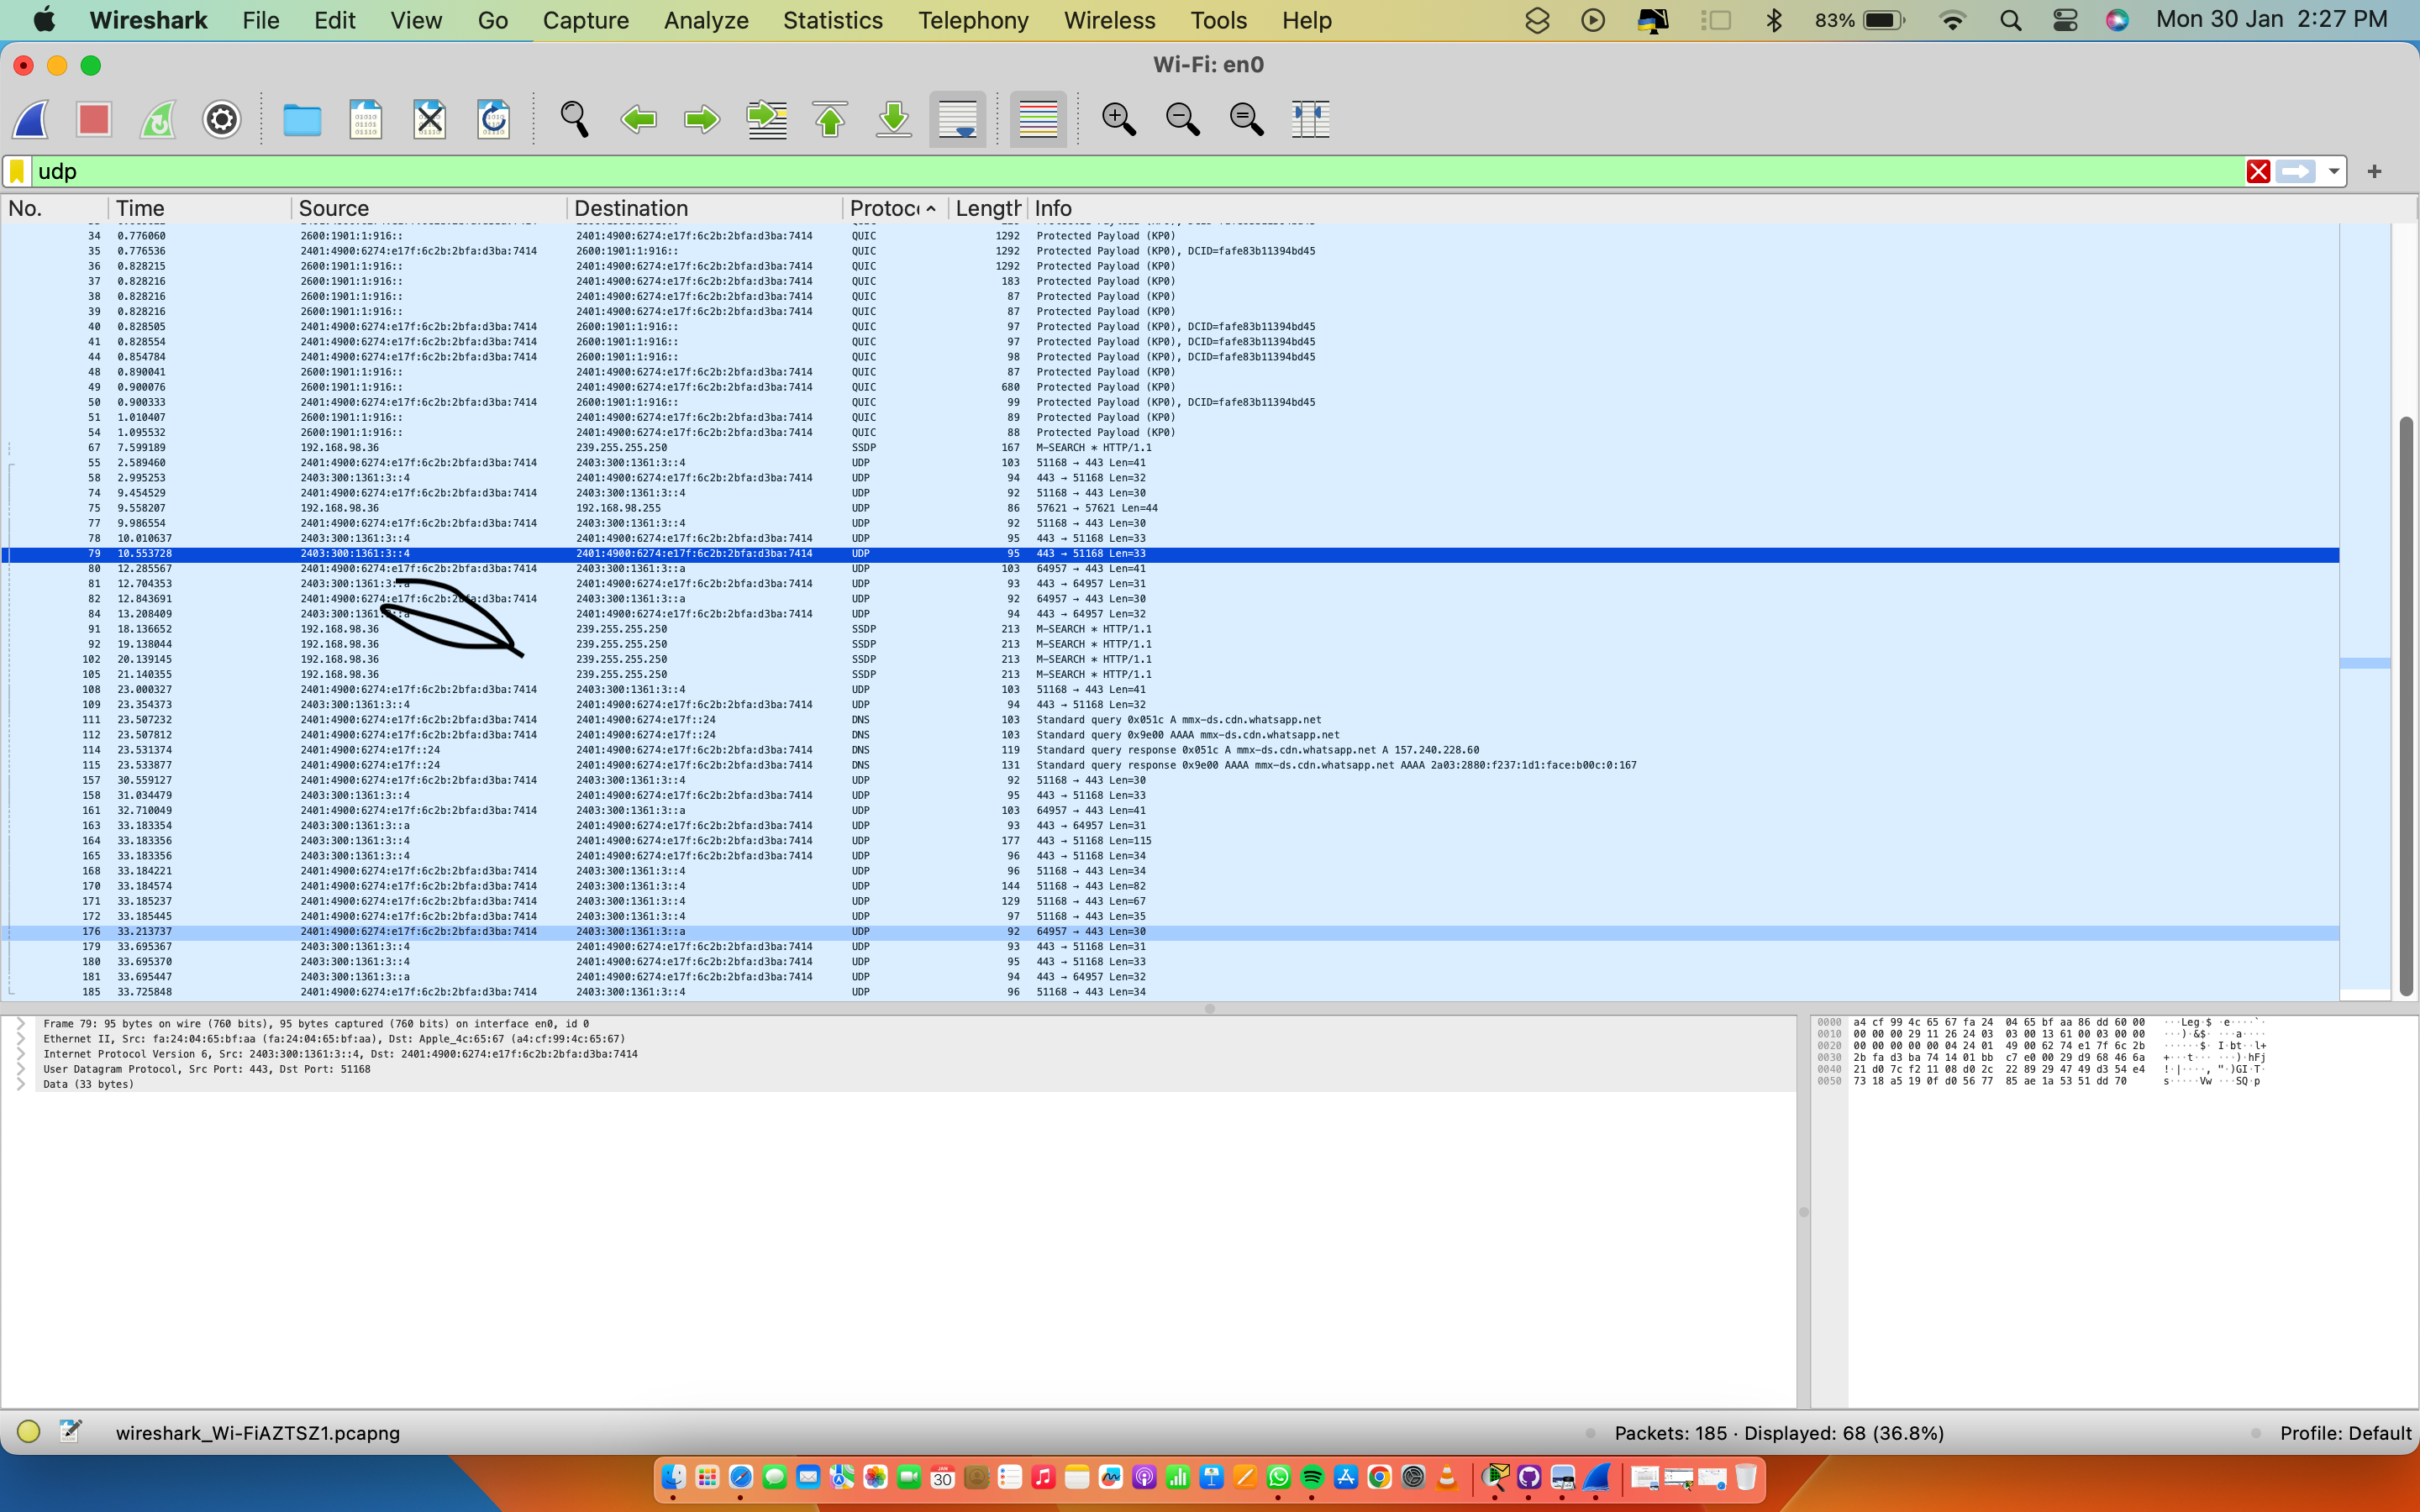 Wireshark File Edit View Go Capture Analyze Statistics Telephony Wireless Tools Help 83% Mon 30 Jan 2:27 PM
Wi-Fi: en0
udp
No. Time Source Destination Protoc Length Info
34 0.776060 2600:1901:1:916:: 2401:4900:6274:e17f:6c2b:2bfa:d3ba:7414 QUIC 1292 Protected Payload (KP0)
35 0.776536 2401:4900:6274:e17f:6c2b:2bfa:d3ba:7414 2600:1901:1:916:: QUIC 1292 Protected Payload (KP0), DCID=fafe83b11394bd45
36 0.828215 2600:1901:1:916:: 2401:4900:6274:e17f:6c2b:2bfa:d3ba:7414 QUIC 1292 Protected Payload (KP0)
37 0.828216 2600:1901:1:916:: 2401:4900:6274:e17f:6c2b:2bfa:d3ba:7414 QUIC 183 Protected Payload (KP0)
38 0.828216 2600:1901:1:916:: 2401:4900:6274:e17f:6c2b:2bfa:d3ba:7414 QUIC 87 Protected Payload (KP0)
39 0.828216 2600:1901:1:916:: 2401:4900:6274:e17f:6c2b:2bfa:d3ba:7414 QUIC 87 Protected Payload (KP0)
40 0.828505 2401:4900:6274:e17f:6c2b:2bfa:d3ba:7414 2600:1901:1:916:: QUIC 97 Protected Payload (KP0), DCID=fafe83b11394bd45
41 0.828554 2401:4900:6274:e17f:6c2b:2bfa:d3ba:7414 2600:1901:1:916:: QUIC 97 Protected Payload (KP0), DCID=fafe83b11394bd45
44 0.854784 2401:4900:6274:e17f:6c2b:2bfa:d3ba:7414 2600:1901:1:916:: QUIC 98 Protected Payload (KP0), DCID=fafe83b11394bd45
48 0.890041 2600:1901:1:916:: 2401:4900:6274:e17f:6c2b:2bfa:d3ba:7414 QUIC 87 Protected Payload (KP0)
49 0.900076 2600:1901:1:916:: 2401:4900:6274:e17f:6c2b:2bfa:d3ba:7414 QUIC 680 Protected Payload (KP0)
50 0.900333 2401:4900:6274:e17f:6c2b:2bfa:d3ba:7414 2600:1901:1:916:: QUIC 99 Protected Payload (KP0), DCID=fafe83b11394bd45
51 1.010407 2600:1901:1:916:: 2401:4900:6274:e17f:6c2b:2bfa:d3ba:7414 QUIC 89 Protected Payload (KP0)
54 1.095532 2600:1901:1:916:: 2401:4900:6274:e17f:6c2b:2bfa:d3ba:7414 QUIC 88 Protected Payload (KP0)
67 7.599189 192.168.98.36 239.255.255.250 SSDP 167 M-SEARCH * HTTP/1.1
55 2.589460 2401:4900:6274:e17f:6c2b:2bfa:d3ba:7414 2403:300:1361:3::4 UDP 103 51168 → 443 Len=41
58 2.995253 2403:300:1361:3::4 2401:4900:6274:e17f:6c2b:2bfa:d3ba:7414 UDP 94 443 → 51168 Len=32
74 9.454529 2401:4900:6274:e17f:6c2b:2bfa:d3ba:7414 2403:300:1361:3::4 UDP 92 51168 → 443 Len=30
75 9.558207 192.168.98.36 192.168.98.255 UDP 86 57621 → 57621 Len=44
77 9.986554 2401:4900:6274:e17f:6c2b:2bfa:d3ba:7414 2403:300:1361:3::4 UDP 92 51168 → 443 Len=30
78 10.010637 2403:300:1361:3::4 2401:4900:6274:e17f:6c2b:2bfa:d3ba:7414 UDP 95 443 → 51168 Len=33
79 10.553728 2403:300:1361:3::4 2401:4900:6274:e17f:6c2b:2bfa:d3ba:7414 UDP 95 443 → 51168 Len=33
80 12.285567 2401:4900:6274:e17f:6c2b:2bfa:d3ba:7414 2403:300:1361:3::a UDP 103 64957 → 443 Len=41
81 12.704353 2403:300:1361:3::a 2401:4900:6274:e17f:6c2b:2bfa:d3ba:7414 UDP 93 443 → 64957 Len=31
82 12.843691 2401:4900:6274:e17f:6c2b:2bfa:d3ba:7414 2403:300:1361:3::a UDP 92 64957 → 443 Len=30
84 13.208409 2403:300:1361:3::a 2401:4900:6274:e17f:6c2b:2bfa:d3ba:7414 UDP 94 443 → 64957 Len=32
91 18.136652 192.168.98.36 239.255.255.250 SSDP 213 M-SEARCH * HTTP/1.1
92 19.138044 192.168.98.36 239.255.255.250 SSDP 213 M-SEARCH * HTTP/1.1
102 20.139145 192.168.98.36 239.255.255.250 SSDP 213 M-SEARCH * HTTP/1.1
105 21.140355 192.168.98.36 239.255.255.250 SSDP 213 M-SEARCH * HTTP/1.1
108 23.000327 2401:4900:6274:e17f:6c2b:2bfa:d3ba:7414 2403:300:1361:3::4 UDP 103 51168 → 443 Len=41
109 23.354373 2403:300:1361:3::4 2401:4900:6274:e17f:6c2b:2bfa:d3ba:7414 UDP 94 443 → 51168 Len=32
111 23.507232 2401:4900:6274:e17f:6c2b:2bfa:d3ba:7414 2401:4900:6274:e17f::24 DNS 103 Standard query 0x051c A mmx-ds.cdn.whatsapp.net
112 23.507812 2401:4900:6274:e17f:6c2b:2bfa:d3ba:7414 2401:4900:6274:e17f::24 DNS 103 Standard query 0x9e00 AAAA mmx-ds.cdn.whatsapp.net
114 23.531374 2401:4900:6274:e17f::24 2401:4900:6274:e17f:6c2b:2bfa:d3ba:7414 DNS 119 Standard query response 0x051c A mmx-ds.cdn.whatsapp.net A 157.240.228.60
115 23.533877 2401:4900:6274:e17f::24 2401:4900:6274:e17f:6c2b:2bfa:d3ba:7414 DNS 131 Standard query response 0x9e00 AAAA mmx-ds.cdn.whatsapp.net AAAA 2a03:2880:f237:1d1:face:b00c:0:167
157 30.559127 2401:4900:6274:e17f:6c2b:2bfa:d3ba:7414 2403:300:1361:3::4 UDP 92 51168 → 443 Len=30
158 31.034479 2403:300:1361:3::4 2401:4900:6274:e17f:6c2b:2bfa:d3ba:7414 UDP 95 443 → 51168 Len=33
161 32.710049 2401:4900:6274:e17f:6c2b:2bfa:d3ba:7414 2403:300:1361:3::a UDP 103 64957 → 443 Len=41
163 33.183354 2403:300:1361:3::a 2401:4900:6274:e17f:6c2b:2bfa:d3ba:7414 UDP 93 443 → 64957 Len=31
164 33.183356 2403:300:1361:3::4 2401:4900:6274:e17f:6c2b:2bfa:d3ba:7414 UDP 177 443 → 51168 Len=115
165 33.183356 2403:300:1361:3::4 2401:4900:6274:e17f:6c2b:2bfa:d3ba:7414 UDP 96 443 → 51168 Len=34
168 33.184221 2401:4900:6274:e17f:6c2b:2bfa:d3ba:7414 2403:300:1361:3::4 UDP 96 51168 → 443 Len=34
170 33.184574 2401:4900:6274:e17f:6c2b:2bfa:d3ba:7414 2403:300:1361:3::4 UDP 144 51168 → 443 Len=82
171 33.185237 2401:4900:6274:e17f:6c2b:2bfa:d3ba:7414 2403:300:1361:3::4 UDP 129 51168 → 443 Len=67
172 33.185445 2401:4900:6274:e17f:6c2b:2bfa:d3ba:7414 2403:300:1361:3::4 UDP 97 51168 → 443 Len=35
176 33.213737 2401:4900:6274:e17f:6c2b:2bfa:d3ba:7414 2403:300:1361:3::a UDP 92 64957 → 443 Len=30
179 33.695367 2403:300:1361:3::4 2401:4900:6274:e17f:6c2b:2bfa:d3ba:7414 UDP 93 443 → 51168 Len=31
180 33.695370 2403:300:1361:3::4 2401:4900:6274:e17f:6c2b:2bfa:d3ba:7414 UDP 95 443 → 51168 Len=33
181 33.695447 2403:300:1361:3::a 2401:4900:6274:e17f:6c2b:2bfa:d3ba:7414 UDP 94 443 → 64957 Len=32
185 33.725848 2401:4900:6274:e17f:6c2b:2bfa:d3ba:7414 2403:300:1361:3::4 UDP 96 51168 → 443 Len=34
Frame 79: 95 bytes on wire (760 bits), 95 bytes captured (760 bits) on interface en0, id 0
Ethernet II, Src: fa:24:04:65:bf:aa (fa:24:04:65:bf:aa), Dst: Apple_4c:65:67 (a4:cf:99:4c:65:67)
Internet Protocol Version 6, Src: 2403:300:1361:3::4, Dst: 2401:4900:6274:e17f:6c2b:2bfa:d3ba:7414
User Datagram Protocol, Src Port: 443, Dst Port: 51168
Data (33 bytes)
0000 a4 cf 99 4c 65 67 fa 24 04 65 bf aa 86 dd 60 00 ···Leg·$ ·e····`·
0010 00 00 00 29 11 26 24 03 03 00 13 61 00 03 00 00 ···)·&$· ···a····
0020 00 00 00 00 00 04 24 01 49 00 62 74 e1 7f 6c 2b ······$· I·bt··l+
0030 2b fa d3 ba 74 14 01 bb c7 e0 00 29 d9 68 46 6a +···t··· ···)·hFj
0040 21 d0 7c f2 11 08 d0 2c 22 89 29 47 49 d3 54 e4 !·|····, "·)GI·T·
0050 73 18 a5 19 0f d0 56 77 85 ae 1a 53 51 dd 70 s·····Vw ···SQ·p
wireshark_Wi-FiAZTSZ1.pcapng Packets: 185 · Displayed: 68 (36.8%) Profile: Default
JAN
30